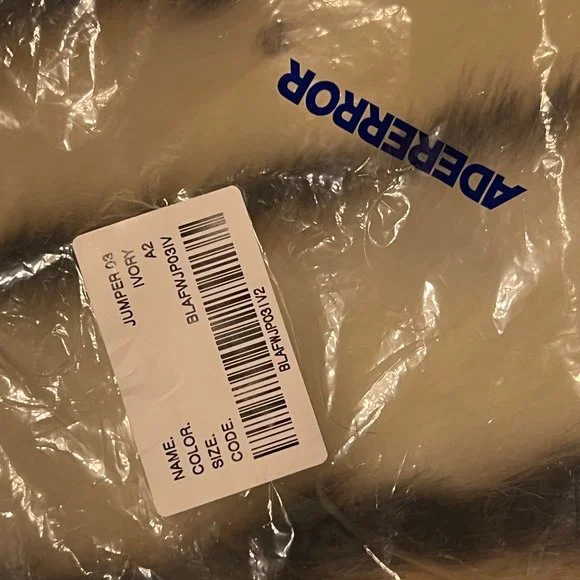 ADERERROR
NAME. JUMPER 03
COLOR. IVORY
SIZE. A2
CODE. BLAFWJP03IV
BLAFWJP03IV2